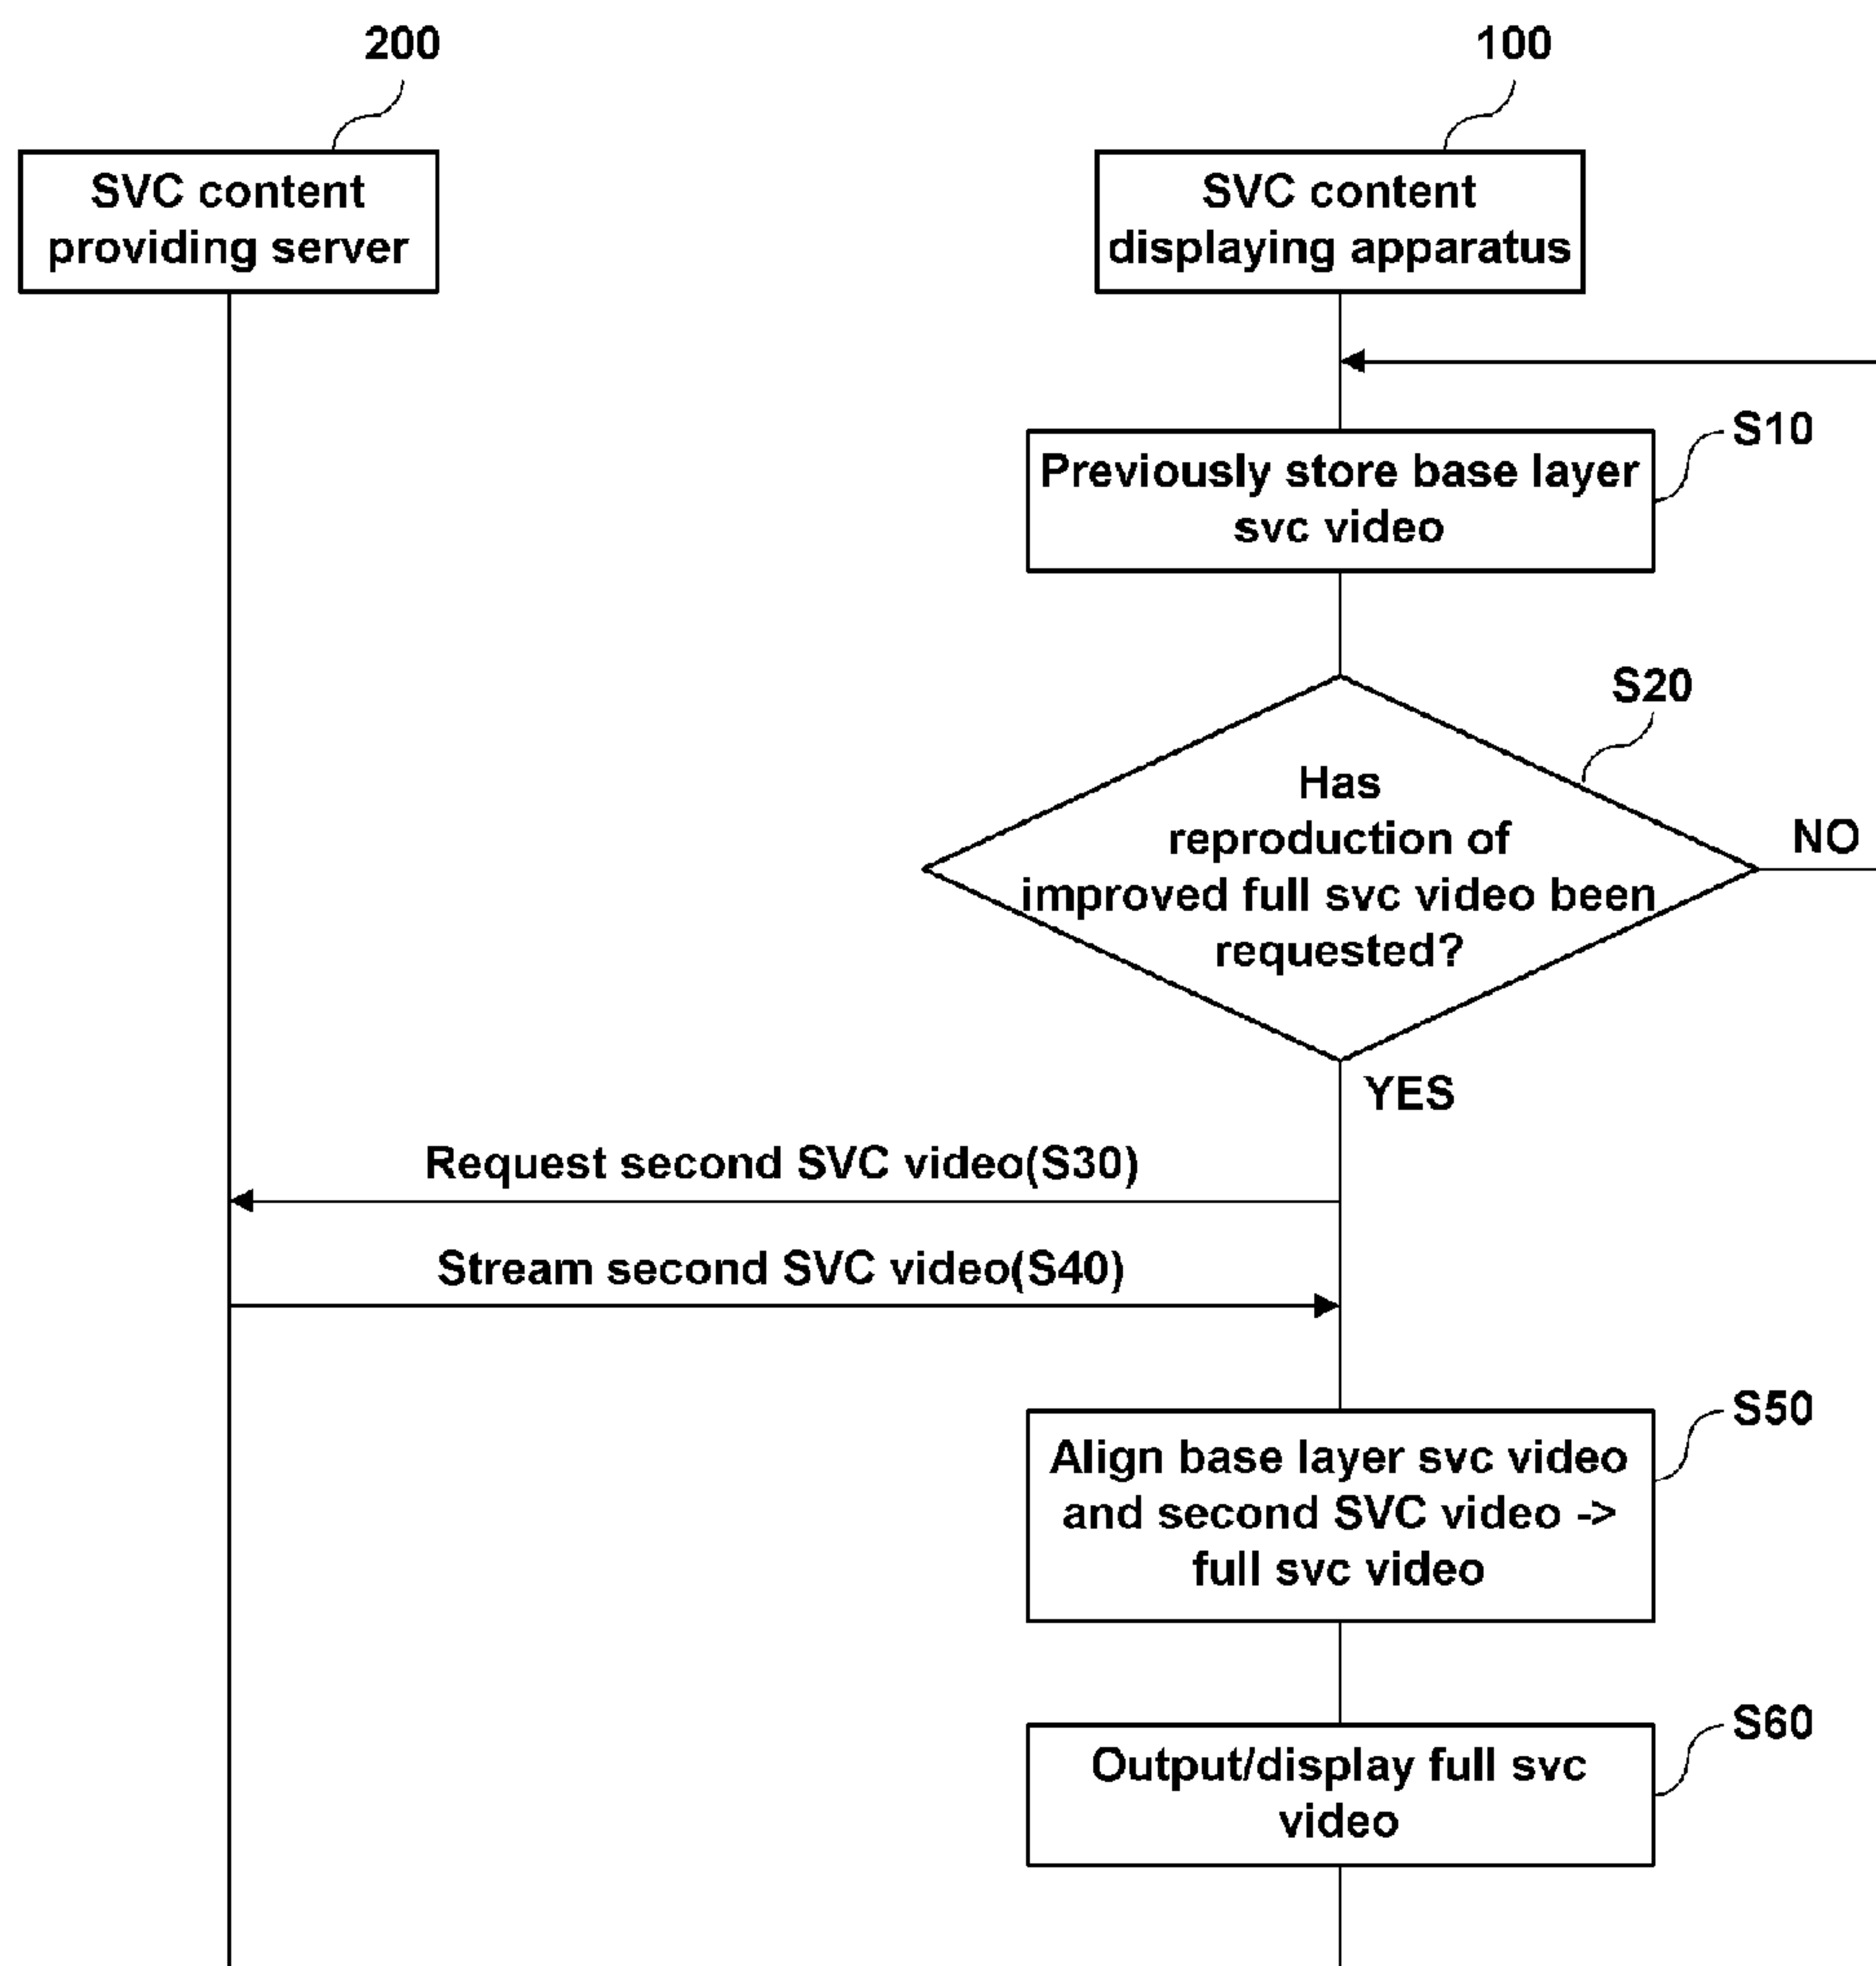 200
100
SVC content
providing server
SVC content
displaying apparatus
S10
Previously store base layer
svc video
S20
Has
reproduction of
improved full svc video been
requested?
NO
YES
Request second SVC video(S30)
Stream second SVC video(S40)
S50
Align base layer svc video
and second SVC video ->
full svc video
S60
Output/display full svc
video